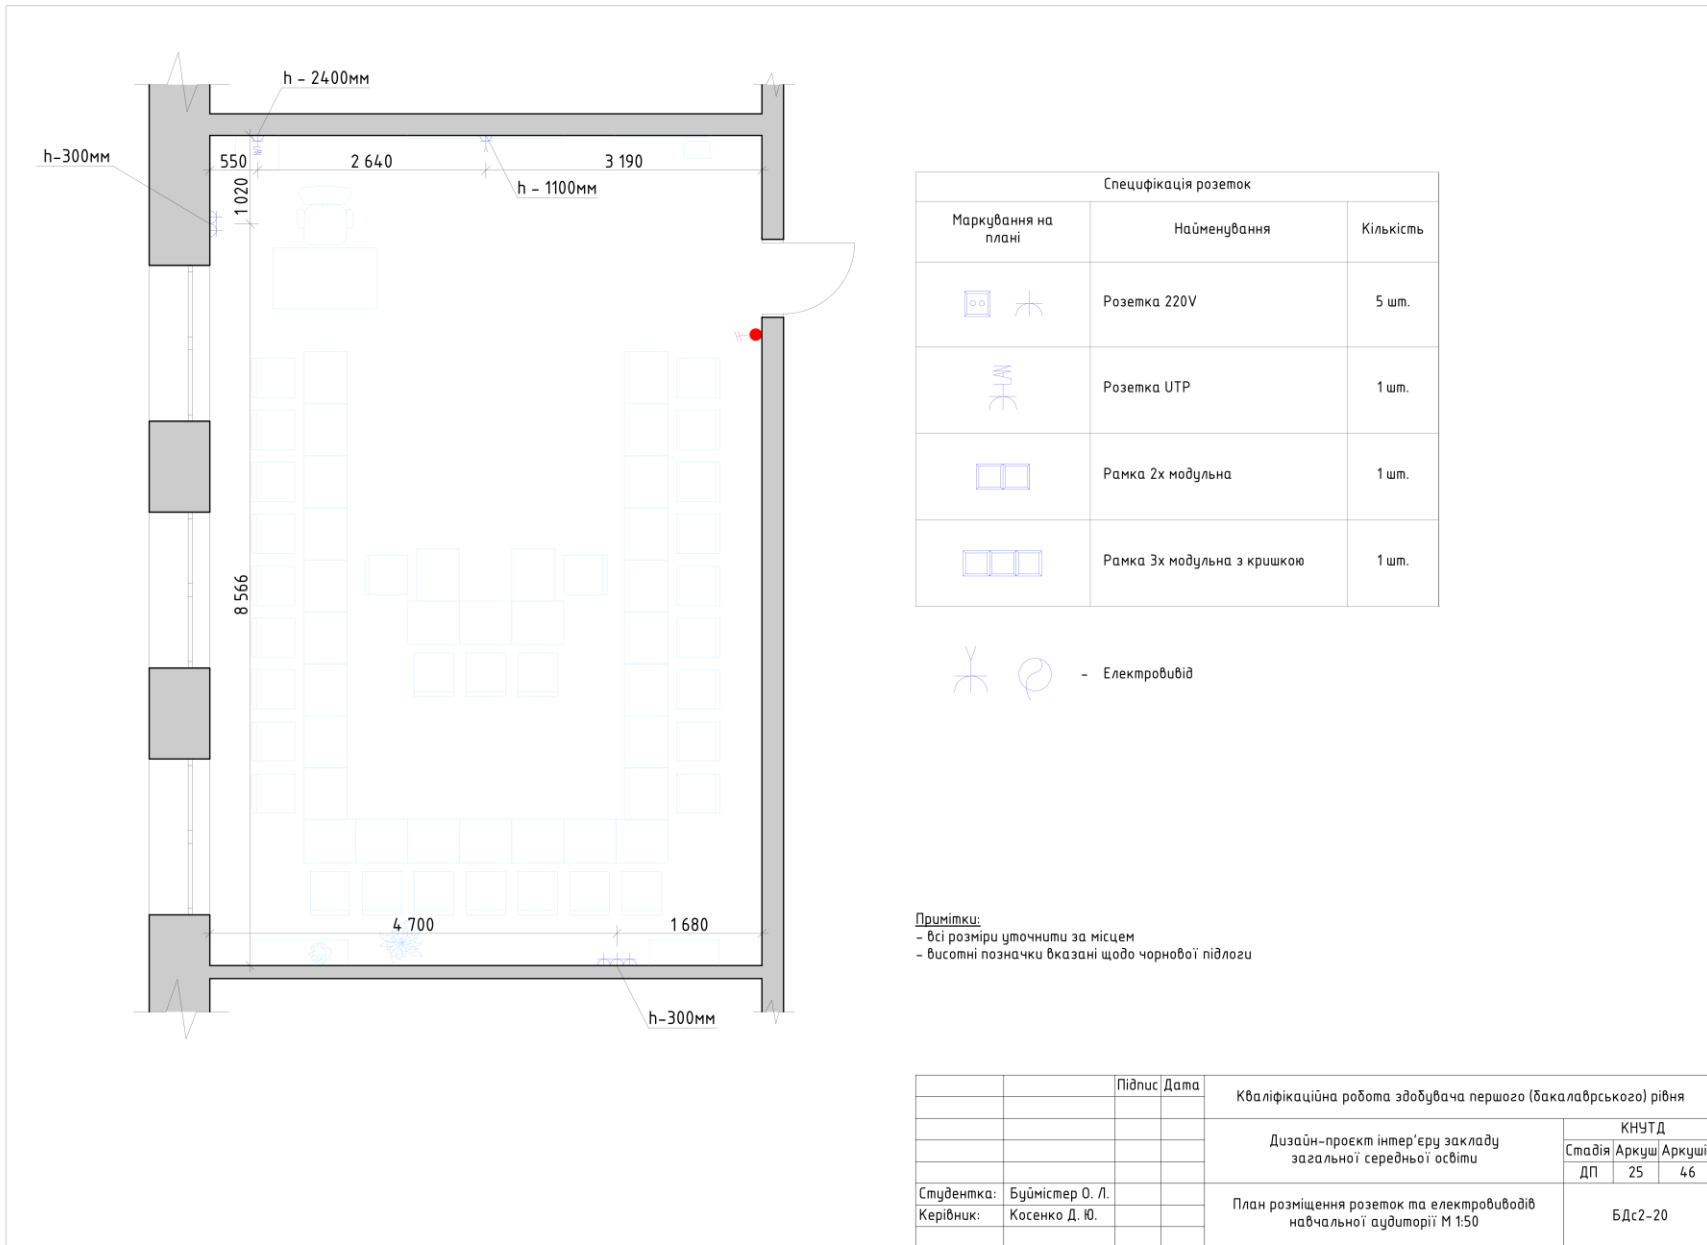 h - 2400мм
h-300мм
550
2 640
3 190
h - 1100мм
1 020
8 566
4 700
1 680
h-300мм
Специфікація розеток
Маркування на
плані
Найменування
Кількість
Розетка 220V
5 шт.
Розетка UTP
1 шт.
Рамка 2х модульна
1 шт.
Рамка 3х модульна з кришкою
1 шт.
- Електровивід
Примітки:
- всі розміри уточнити за місцем
- висотні позначки вказані щодо чорнової підлоги
Підпис Дата
Кваліфікаційна робота здобувача першого (бакалаврського) рівня
Дизайн-проєкт інтер'єру закладу
загальної середньої освіти
КНУТД
Стадія Аркуш Аркуші
ДП 25 46
Студентка: Буймістер О. Л.
Керівник: Косенко Д. Ю.
План розміщення розеток та електровиводів
навчальної аудиторії М 1:50
БДс2-20